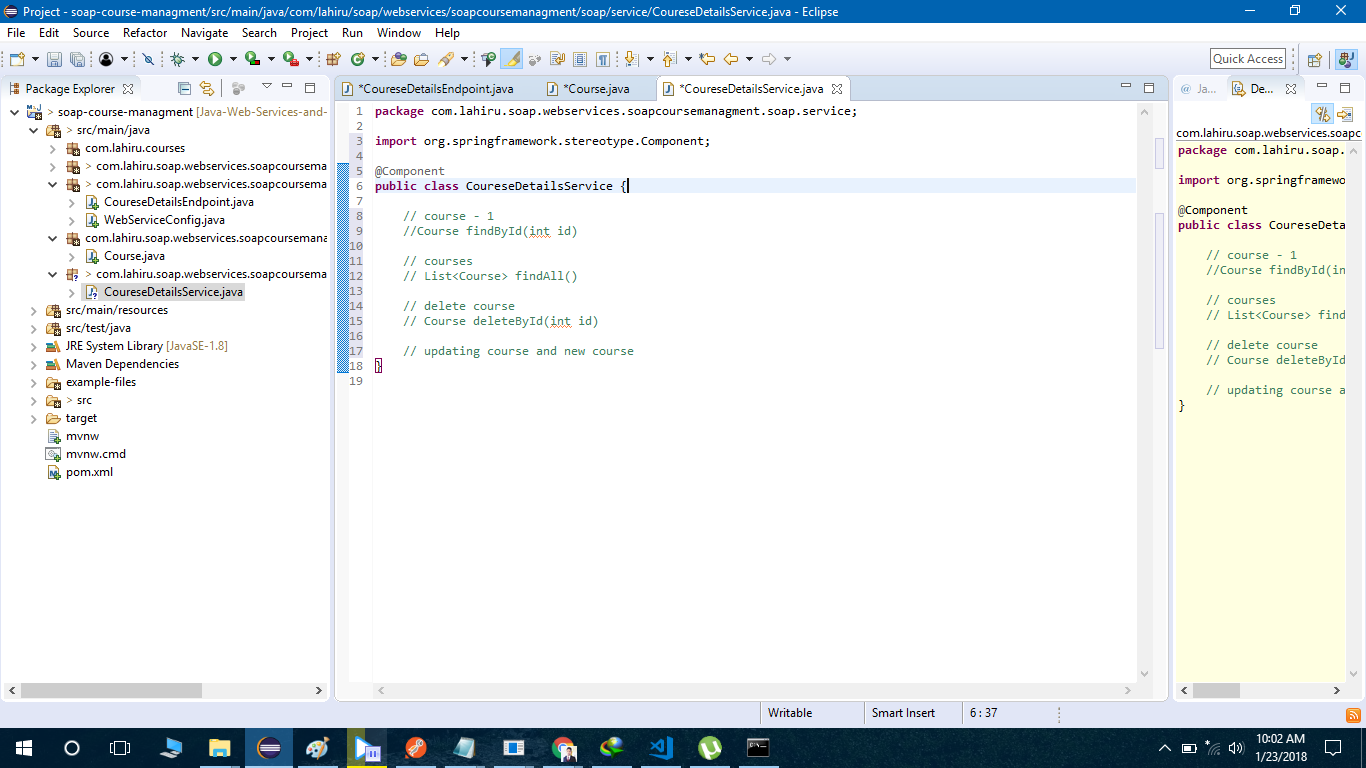 Project - soap-course-managment/src/main/java/com/lahiru/soap/webservices/soapcoursemanagment/soap/service/CoureseDetailsService.java - Eclipse
File Edit Source Refactor Navigate Search Project Run Window Help
Quick Access
Package Explorer
soap-course-managment [Java-Web-Services-and-
> src/main/java
com.lahiru.courses
> com.lahiru.soap.webservices.soapcoursema
> com.lahiru.soap.webservices.soapcoursema
CoureseDetailsEndpoint.java
WebServiceConfig.java
com.lahiru.soap.webservices.soapcoursemana
Course.java
> com.lahiru.soap.webservices.soapcoursema
CoureseDetailsService.java
src/main/resources
src/test/java
JRE System Library [JavaSE-1.8]
Maven Dependencies
example-files
> src
target
mvnw
mvnw.cmd
pom.xml
*CoureseDetailsEndpoint.java *Course.java *CoureseDetailsService.java
1 package com.lahiru.soap.webservices.soapcoursemanagment.soap.service;
2
3 import org.springframework.stereotype.Component;
4
5 @Component
6 public class CoureseDetailsService {
7
8 // course - 1
9 //Course findById(int id)
10
11 // courses
12 // List<Course> findAll()
13
14 // delete course
15 // Course deleteById(int id)
16
17 // updating course and new course
18 }
19
@ Ja... De...
com.lahiru.soap.webservices.soapc
package com.lahiru.soap.
import org.springframewo
@Component
public class CoureseDeta
// course - 1
//Course findById(in
// courses
// List<Course> find
// delete course
// Course deleteById
// updating course a
}
Writable Smart Insert 6 : 37
10:02 AM
1/23/2018